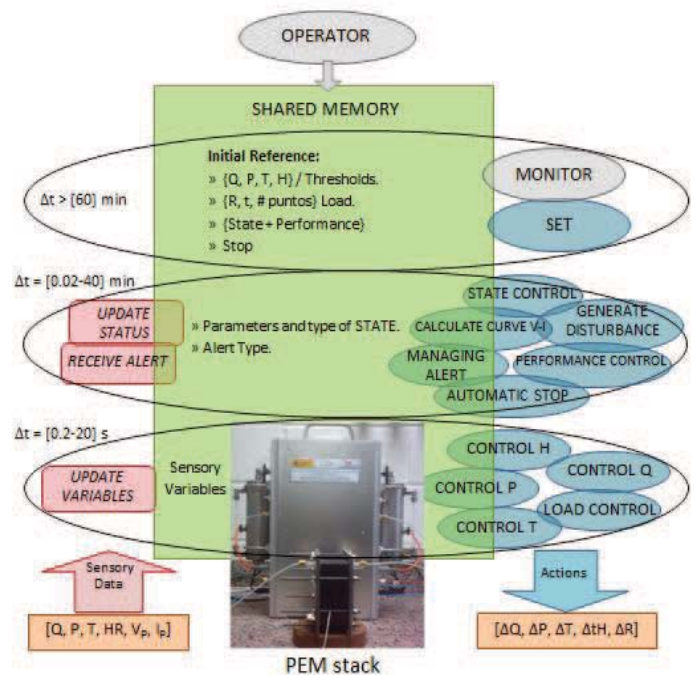 OPERATOR
SHARED MEMORY
Initial Reference:
» {Q, P, T, H} / Thresholds.
» {R, t, # puntos} Load.
» {State + Performance}
» Stop
Δt > [60] min
MONITOR
SET
Δt = [0.02-40] min
UPDATE
STATUS
RECEIVE ALERT
» Parameters and type of STATE.
» Alert Type.
STATE CONTROL
CALCULATE CURVE V-I
GENERATE
DISTURBANCE
MANAGING
ALERT
PERFORMANCE CONTROL
AUTOMATIC STOP
Δt = [0.2-20] s
UPDATE
VARIABLES
Sensory
Variables
CONTROL H
CONTROL Q
CONTROL P
LOAD CONTROL
CONTROL T
Sensory
Data
Actions
[Q, P, T, HR, Vₚ, Iₚ]
[ΔQ, ΔP, ΔT, ΔtH, ΔR]
PEM stack